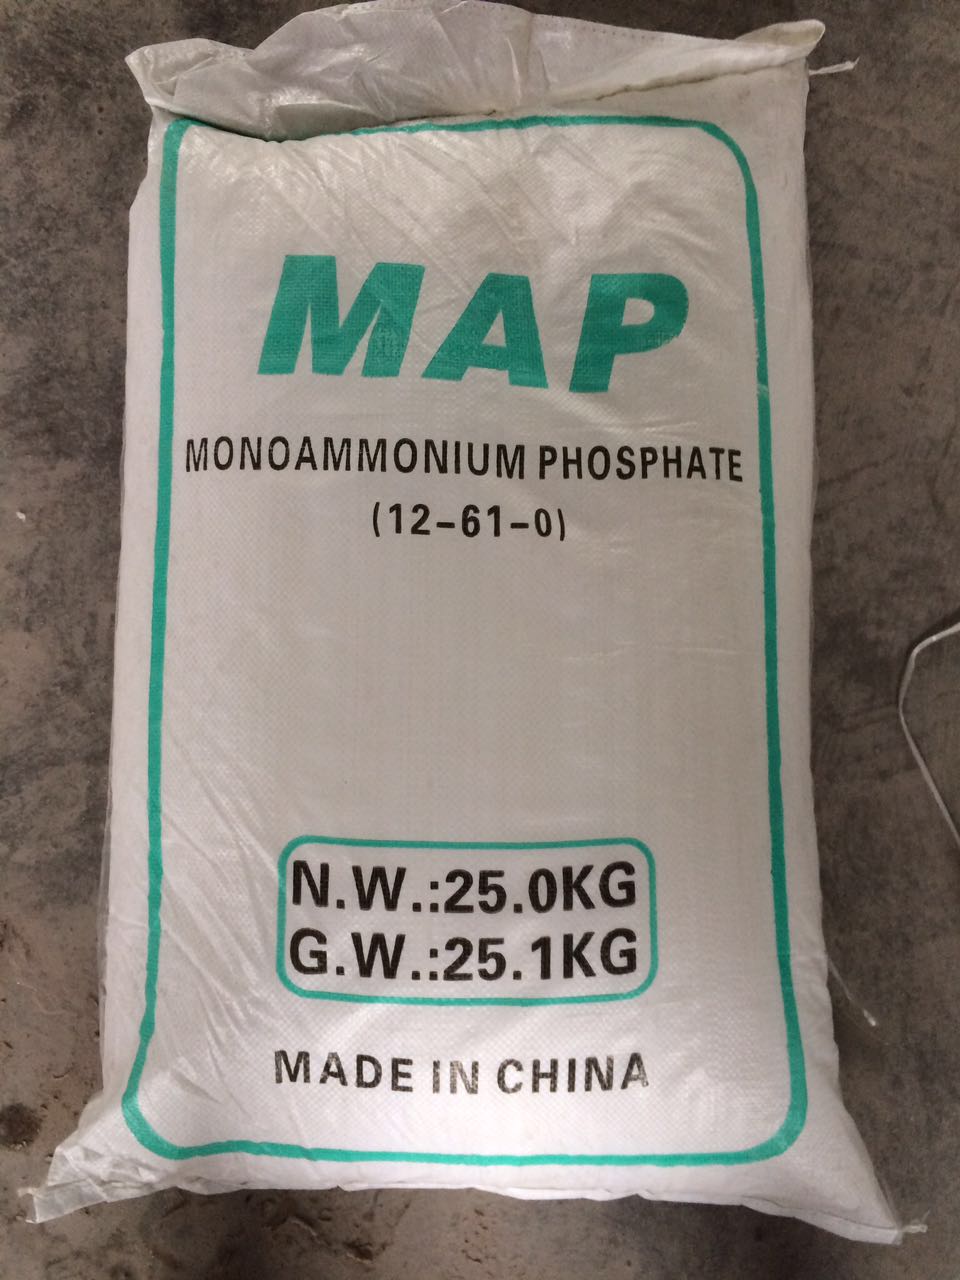 MAP
MONOAMMONIUM PHOSPHATE
(12-61-0)
N.W.:25.0KG
G.W.:25.1KG
MADE IN CHINA